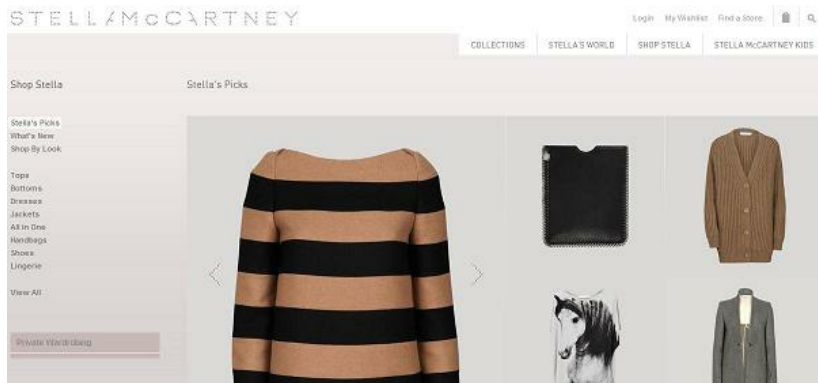 STELLA McCARTNEY
Login My Wishlist Find a Store
COLLECTIONS STELLA'S WORLD SHOP STELLA STELLA McCARTNEY KIDS
Shop Stella
Stella's Picks
Stella's Picks
What's New
Shop By Look
Tops
Bottoms
Dresses
Jackets
All in One
Handbags
Shoes
Lingerie
View All
Private Wardrobing